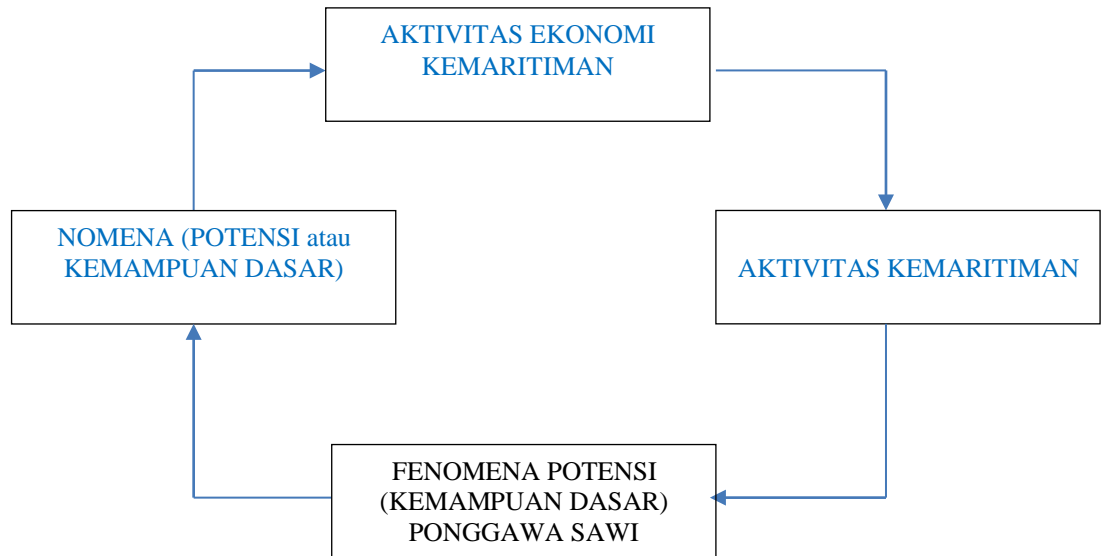 AKTIVITAS EKONOMI
KEMARITIMAN
NOMENA (POTENSI atau
KEMAMPUAN DASAR)
AKTIVITAS KEMARITIMAN
FENOMENA POTENSI
(KEMAMPUAN DASAR)
PONGGAWA SAWI